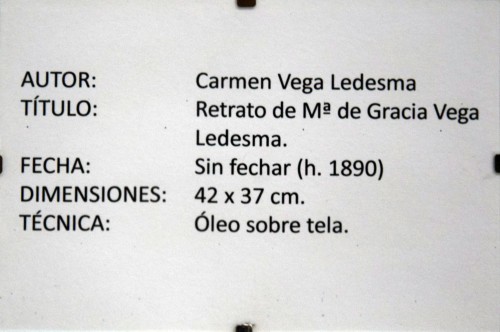 AUTOR: Carmen Vega Ledesma
TÍTULO: Retrato de Mª de Gracia Vega
Ledesma.
FECHA: Sin fechar (h. 1890)
DIMENSIONES: 42 x 37 cm.
TÉCNICA: Óleo sobre tela.